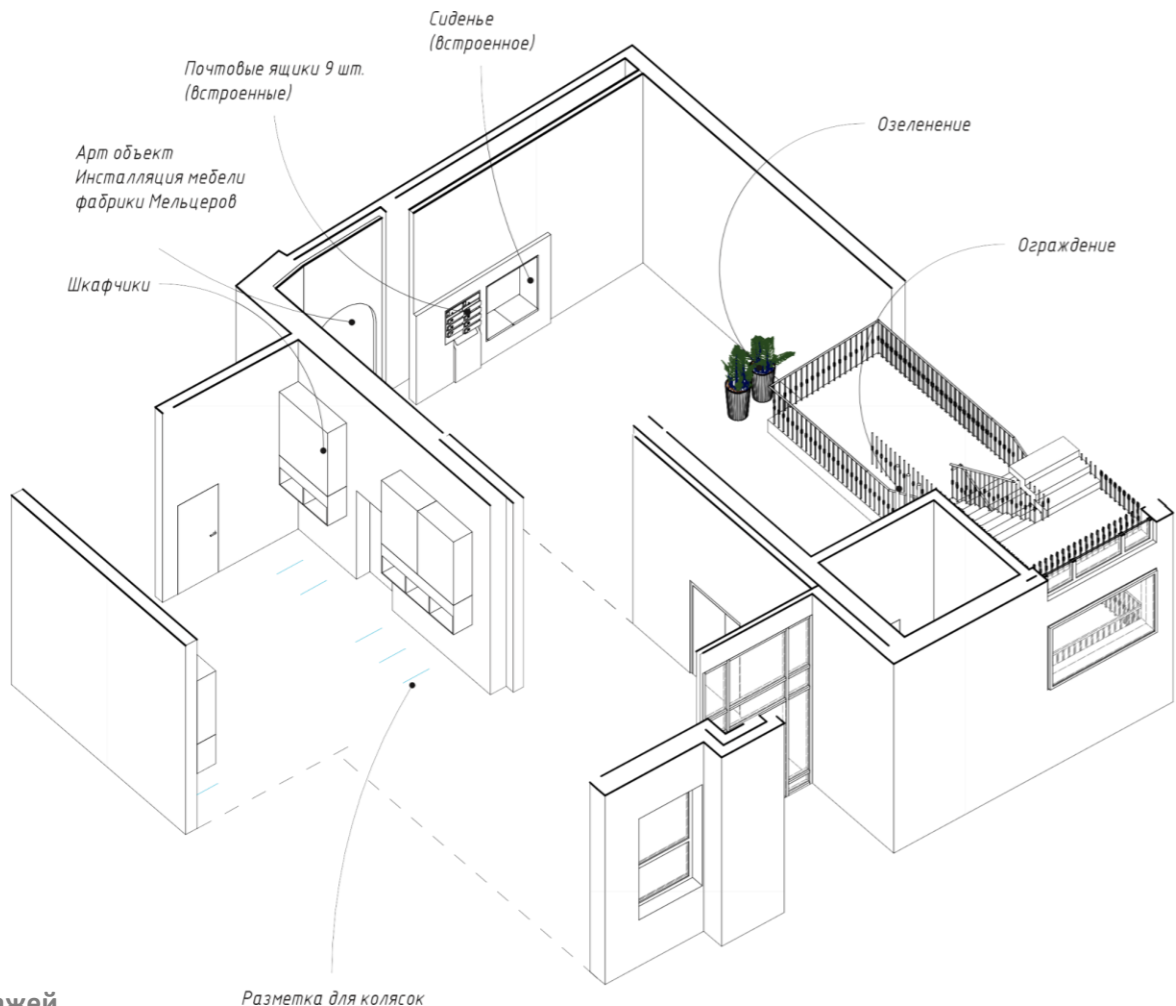 Сиденье
(встроенное)
Почтовые ящики 9 шт.
(встроенные)
Озеленение
Арт объект
Инсталляция мебели
фабрики Мельцеров
Ограждение
Шкафчики
Разметка для колясок